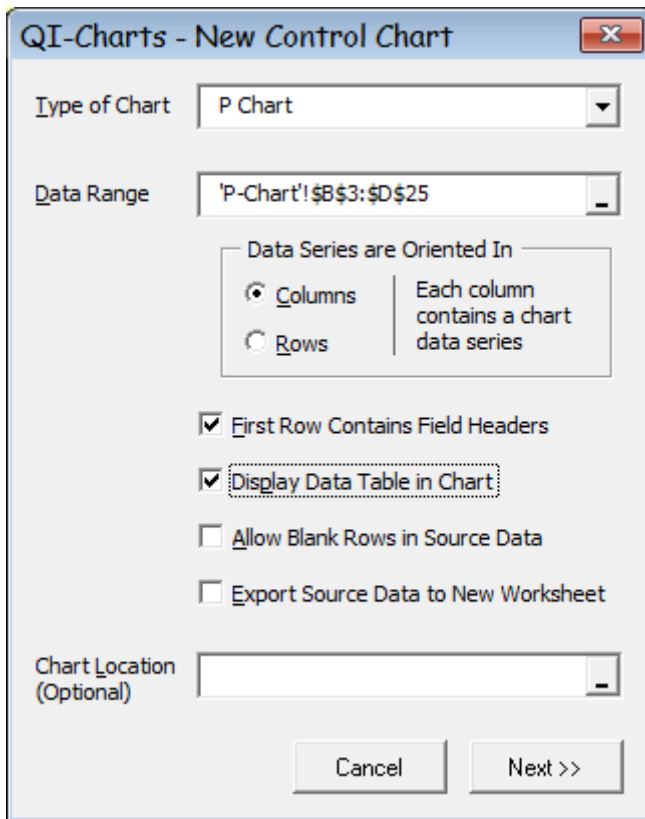 QI-Charts - New Control Chart
Type of Chart
P Chart
Data Range
'P-Chart'!$B$3:$D$25
Data Series are Oriented In
Columns
Rows
Each column
contains a chart
data series
First Row Contains Field Headers
Display Data Table in Chart
Allow Blank Rows in Source Data
Export Source Data to New Worksheet
Chart Location
(Optional)
Cancel
Next >>